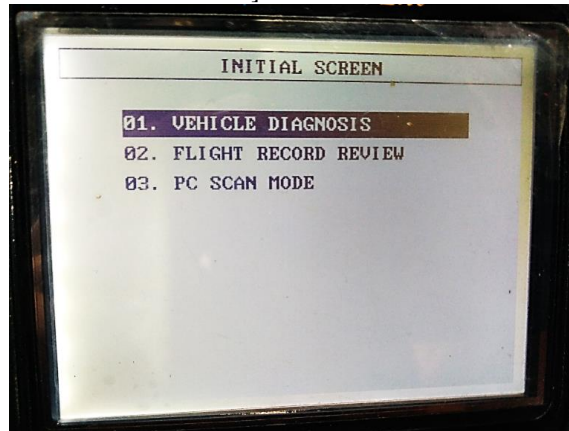 INITIAL SCREEN
01. VEHICLE DIAGNOSIS
02. FLIGHT RECORD REVIEW
03. PC SCAN MODE